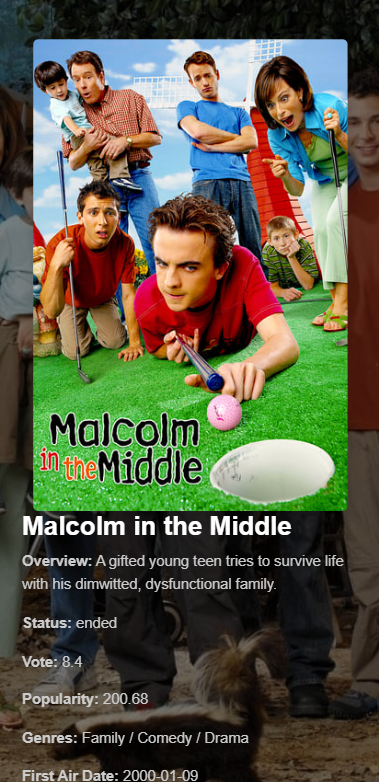 Malcolm
in the Middle
Malcolm in the Middle
Overview: A gifted young teen tries to survive life
with his dimwitted, dysfunctional family.
Status: ended
Vote: 8.4
Popularity: 200.68
Genres: Family / Comedy / Drama
First Air Date: 2000-01-09